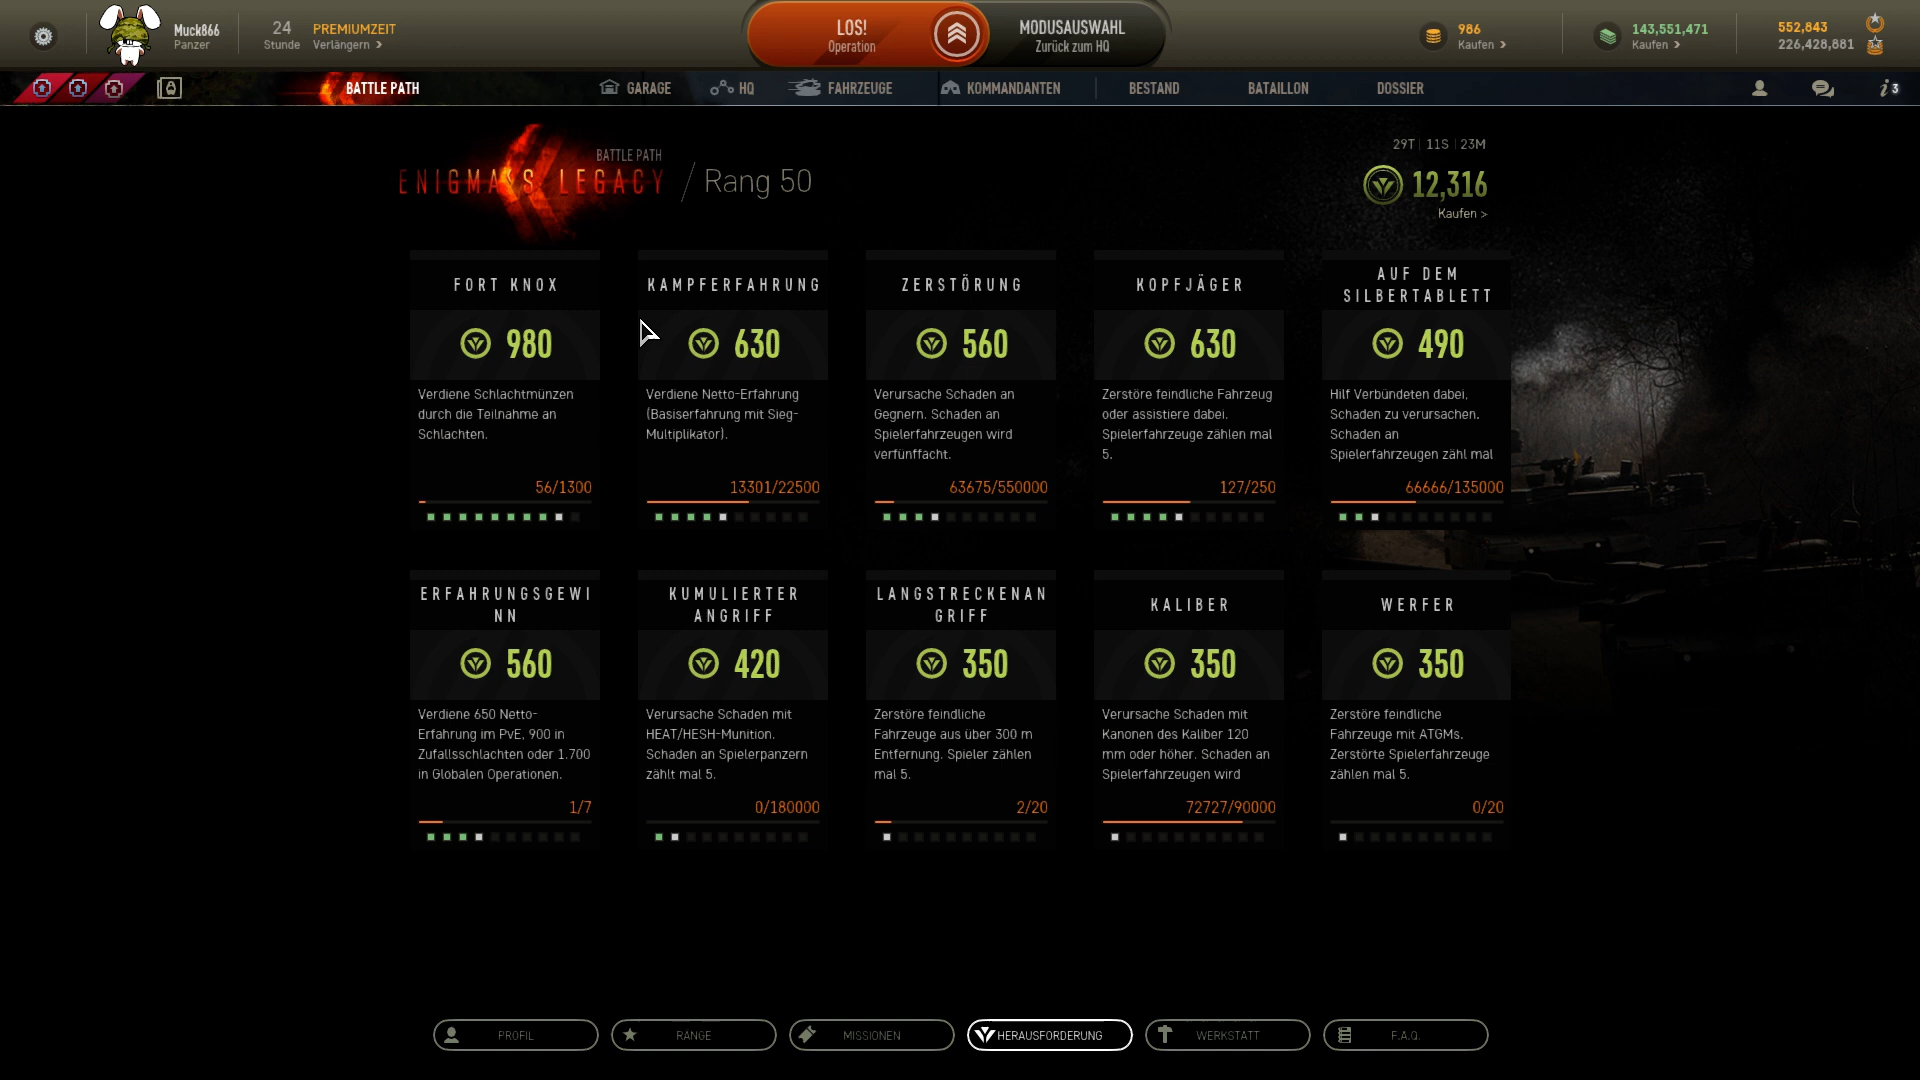 Muck866
Panzer
24
Stunde
PREMIUMZEIT
Verlängern >
LOS!
Operation
MODUSAUSWAHL
Zurück zum HQ
986
Kaufen >
143,551,471
Kaufen >
552,843
226,428,881
BATTLE PATH
GARAGE
HQ
FAHRZEUGE
KOMMANDANTEN
BESTAND
BATAILLON
DOSSIER
3
BATTLE PATH
ENIGMA'S LEGACY
/ Rang 50
29T | 11S | 23M
12,316
Kaufen >
FORT KNOX
980
Verdiene Schlachtmünzen
durch die Teilnahme an
Schlachten.
56/1300
KAMPFERFAHRUNG
630
Verdiene Netto-Erfahrung
(Basiserfahrung mit Sieg-
Multiplikator).
13301/22500
ZERSTÖRUNG
560
Verursache Schaden an
Gegnern. Schaden an
Spielerfahrzeugen wird
verfünffacht.
63675/550000
KOPFJÄGER
630
Zerstöre feindliche Fahrzeug
oder assistiere dabei.
Spielerfahrzeuge zählen mal
5.
127/250
AUF DEM
SILBERTABLETT
490
Hilf Verbündeten dabei,
Schaden zu verursachen.
Schaden an
Spielerfahrzeugen zähl mal
66666/135000
ERFAHRUNGSGEWI
NN
560
Verdiene 650 Netto-
Erfahrung im PvE, 900 in
Zufallsschlachten oder 1.700
in Globalen Operationen.
1/7
KUMULIERTER
ANGRIFF
420
Verursache Schaden mit
HEAT/HESH-Munition.
Schaden an Spielerpanzern
zählt mal 5.
0/180000
LANGSTRECKENAN
GRIFF
350
Zerstöre feindliche
Fahrzeuge aus über 300 m
Entfernung. Spieler zählen
mal 5.
2/20
KALIBER
350
Verursache Schaden mit
Kanonen des Kaliber 120
mm oder höher. Schaden an
Spielerfahrzeugen wird
72727/90000
WERFER
350
Zerstöre feindliche
Fahrzeuge mit ATGMs.
Zerstörte Spielerfahrzeuge
zählen mal 5.
0/20
PROFIL
RANGE
MISSIONEN
HERAUSFORDERUNG
WERKSTATT
F.A.Q.